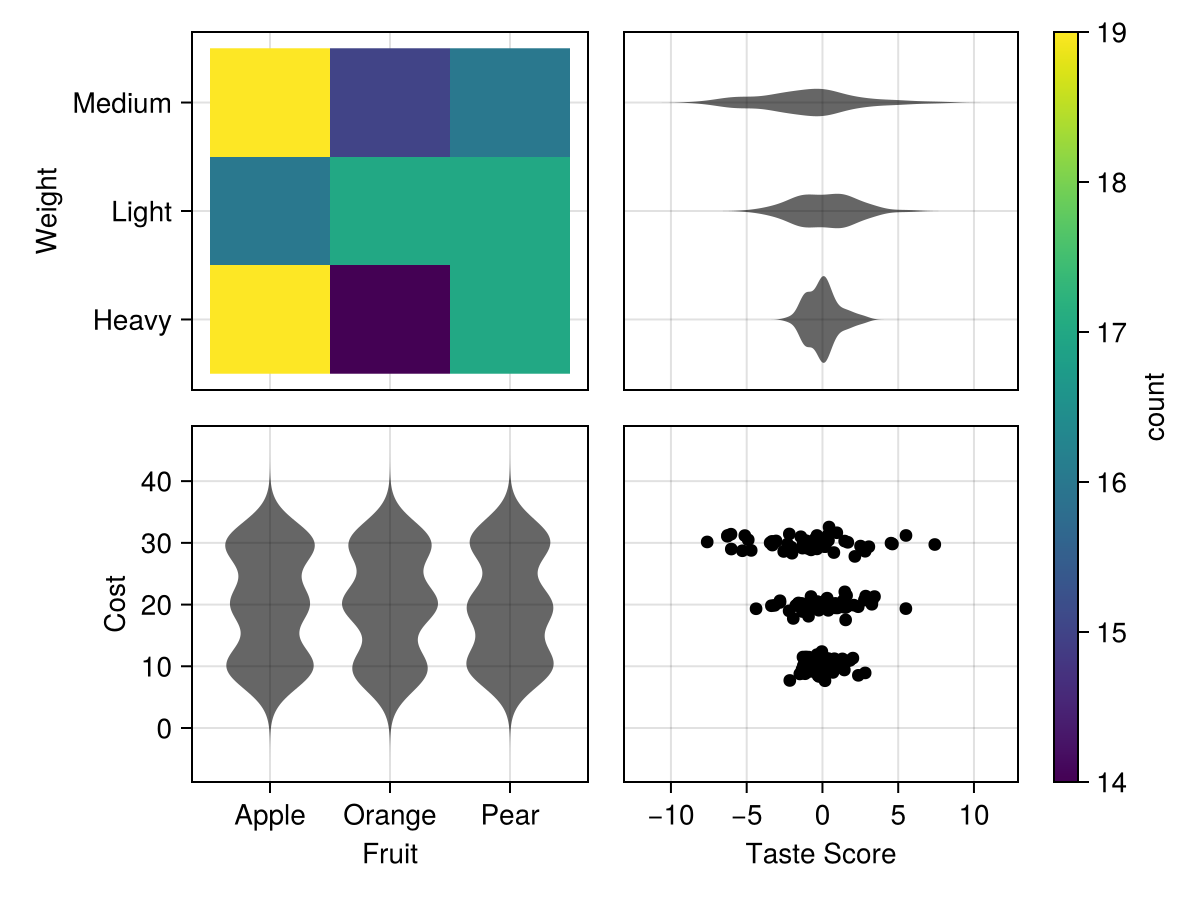 Weight
Medium
Light
Heavy
Cost
40
30
20
10
0
Apple Orange Pear
Fruit
−10 −5 0 5 10
Taste Score
19
18
17
16
15
14
count